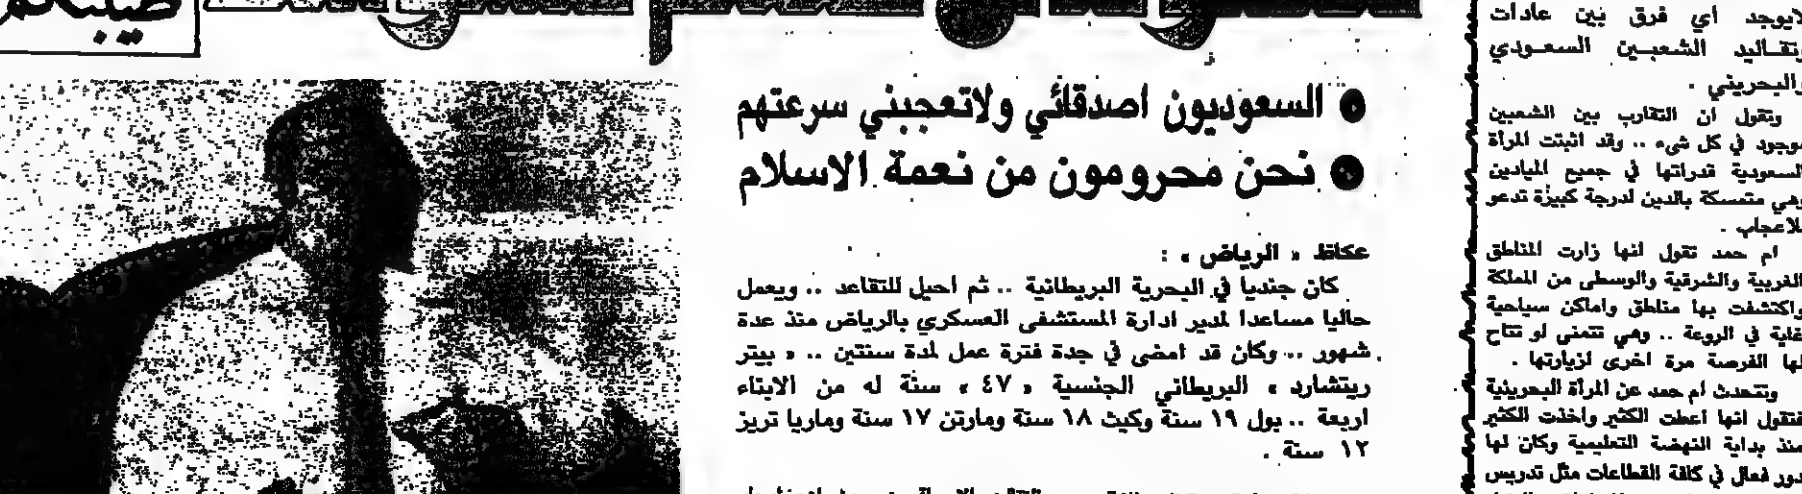 لايوجد أي فرق بين عادات
وتقاليد الشعبين السعودي
والبحريني .
وتقول ان التقارب بين الشعبين
موجود في كل شيء .. وقد اثبتت المرأة
السعودية قدراتها في جميع الميادين
وهي متمسكة بالدين لدرجة كبيرة تدعو
للاعجاب .
ام حمد تقول انها زارت المناطق
الغربية والشرقية والوسطى من المملكة
واكتشفت بها مناطق واماكن سياحية
غاية في الروعة .. وهي تتمنى لو تتاح
لها الفرصة مرة اخرى لزيارتها .
وتتحدث ام حمد عن المرأة البحرينية
فتقول انها اعطت الكثير واخذت الكثير
منذ بداية النهضة التعليمية وكان لها
دور فعال في كافة القطاعات مثل تدريس
● السعوديون اصدقائي ولاتعجبني سرعتهم
● نحن محرومون من نعمة الاسلام
عكاظ « الرياض » :
كان جنديا في البحرية البريطانية .. ثم احيل للتقاعد .. ويعمل
حاليا مساعدا لمدير ادارة المستشفى العسكري بالرياض منذ عدة
شهور .. وكان قد امضى في جدة فترة عمل لمدة سنتين .. « بيتر
ريتشارد » البريطاني الجنسية « ٤٧ » سنة له من الابناء
اربعة .. بول ١٩ سنة وكيث ١٨ سنة ومارتن ١٧ سنة وماريا تريز
١٢ سنة .